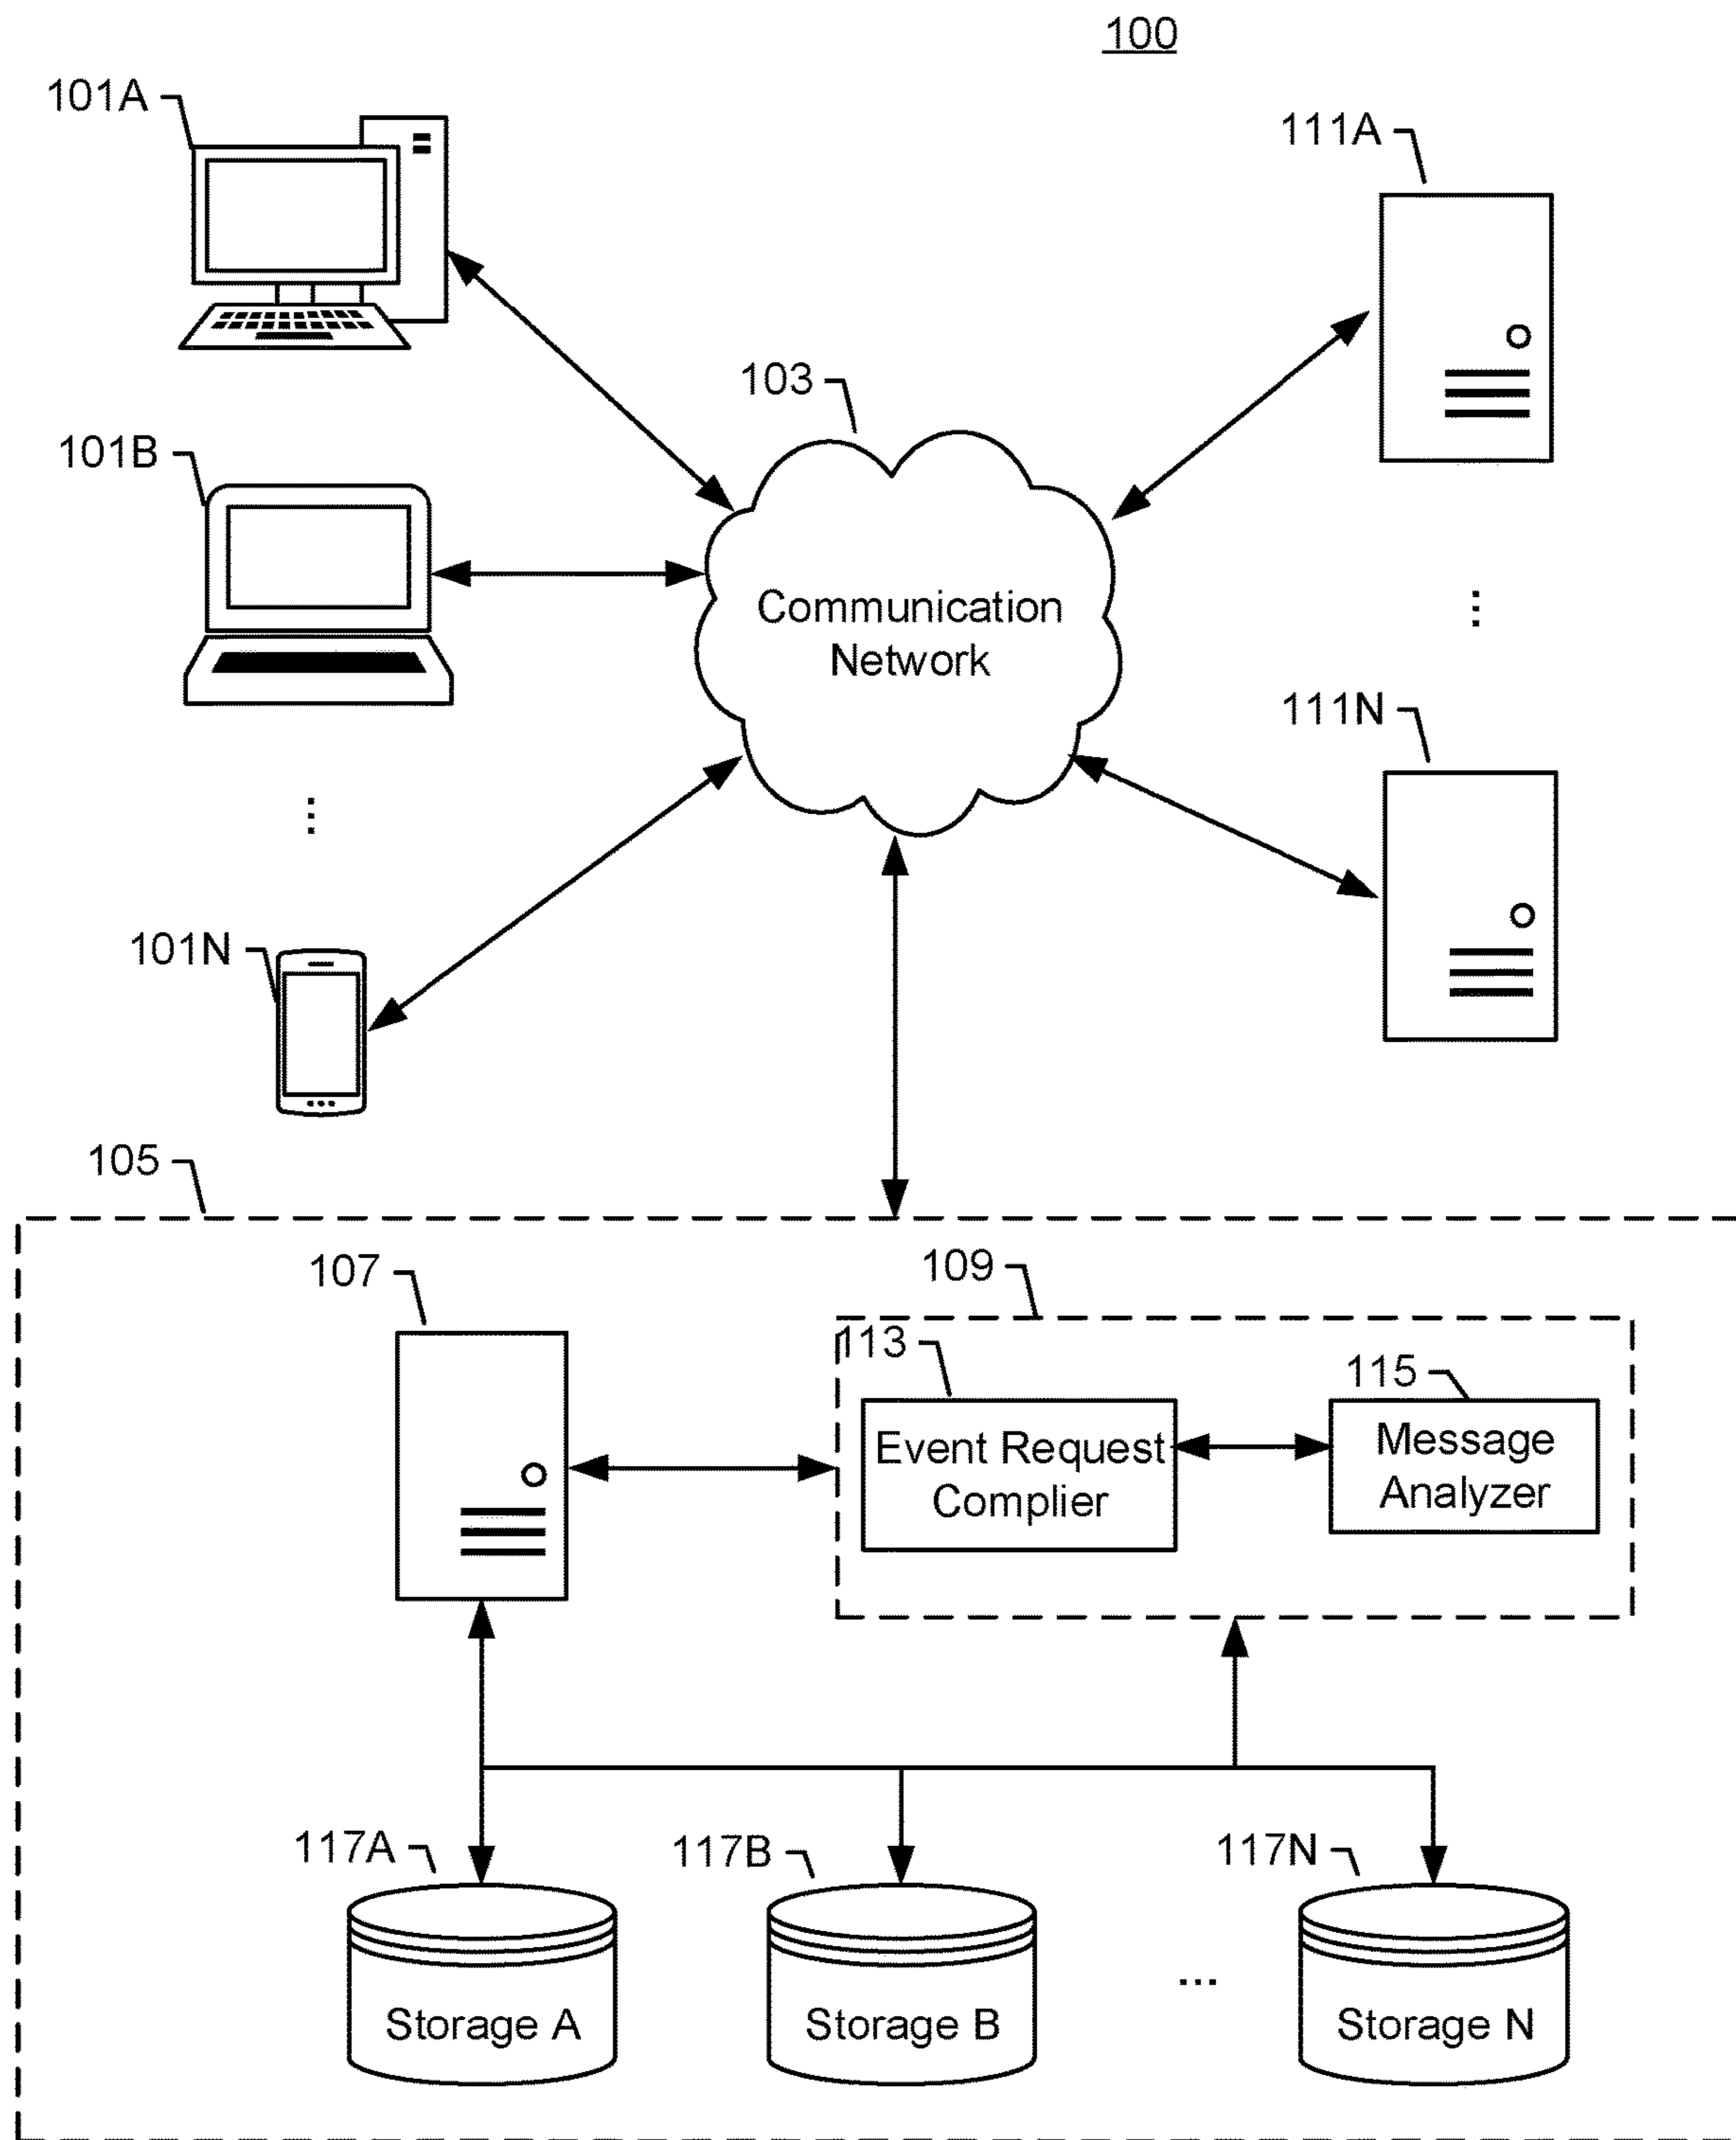 100
101A
111A
103
101B
Communication
Network
111N
101N
105
107
109
113
115
Event Request
Complier
Message
Analyzer
117A
117B
117N
...
Storage A
Storage B
Storage N